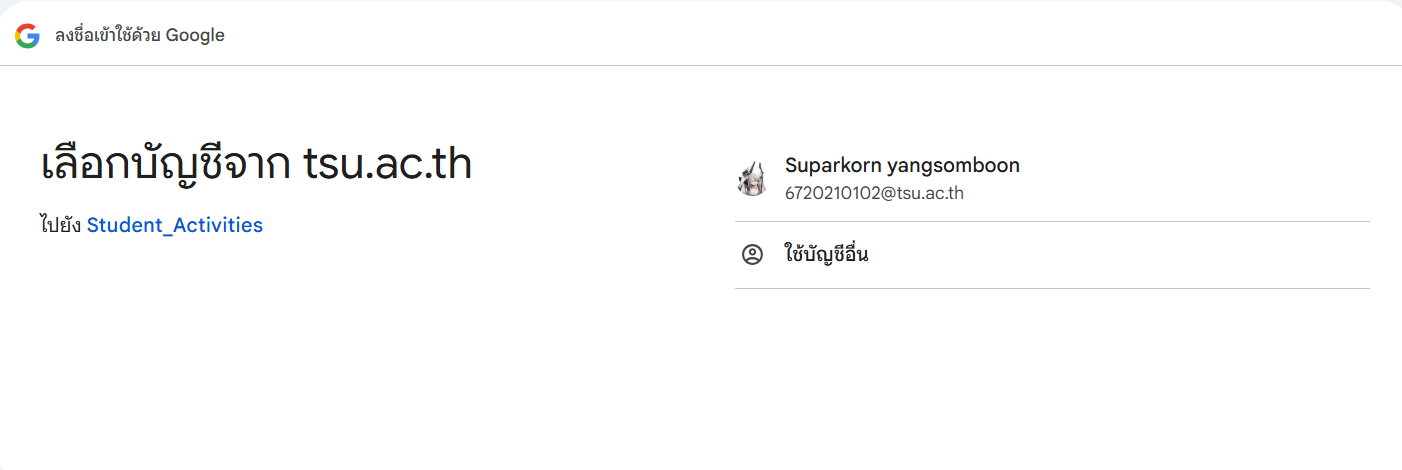 ลงชื่อเข้าใช้ด้วย Google
เลือกบัญชีจาก tsu.ac.th
ไปยัง Student_Activities
Suparkorn yangsomboon
6720210102@tsu.ac.th
ใช้บัญชีอื่น